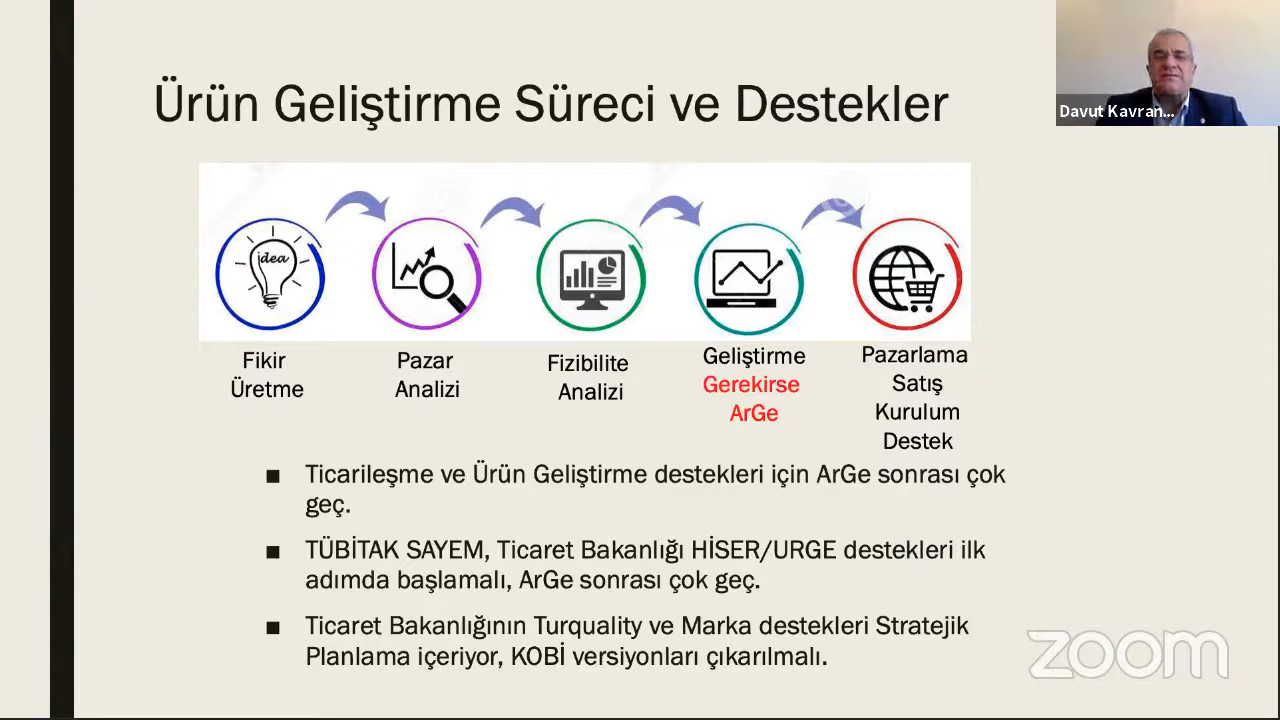 Ürün Geliştirme Süreci ve Destekler
Davut Kavran...
idea
Fikir
Üretme
Pazar
Analizi
Fizibilite
Analizi
Geliştirme
Gerekirse
ArGe
Pazarlama
Satış
Kurulum
Destek
■ Ticarileşme ve Ürün Geliştirme destekleri için ArGe sonrası çok
geç.
■ TÜBİTAK SAYEM, Ticaret Bakanlığı HİSER/URGE destekleri ilk
adımda başlamalı, ArGe sonrası çok geç.
■ Ticaret Bakanlığının Turquality ve Marka destekleri Stratejik
Planlama içeriyor, KOBİ versiyonları çıkarılmalı.
zoom